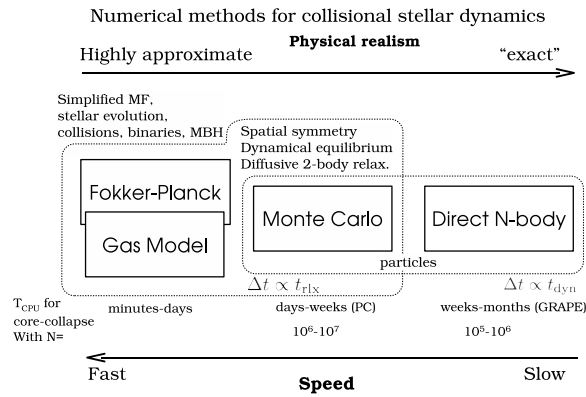 Numerical methods for collisional stellar dynamics
Physical realism
Highly approximate
“exact”
Simplified MF,
stellar evolution,
collisions, binaries, MBH
Spatial symmetry
Dynamical equilibrium
Diffusive 2-body relax.
Fokker-Planck
Gas Model
Monte Carlo
Direct N-body
particles
Δt ∝ t_rlx
Δt ∝ t_dyn
T_CPU for
core-collapse
With N=
minutes-days
days-weeks (PC)
weeks-months (GRAPE)
10⁶-10⁷
10⁵-10⁶
Fast
Slow
Speed